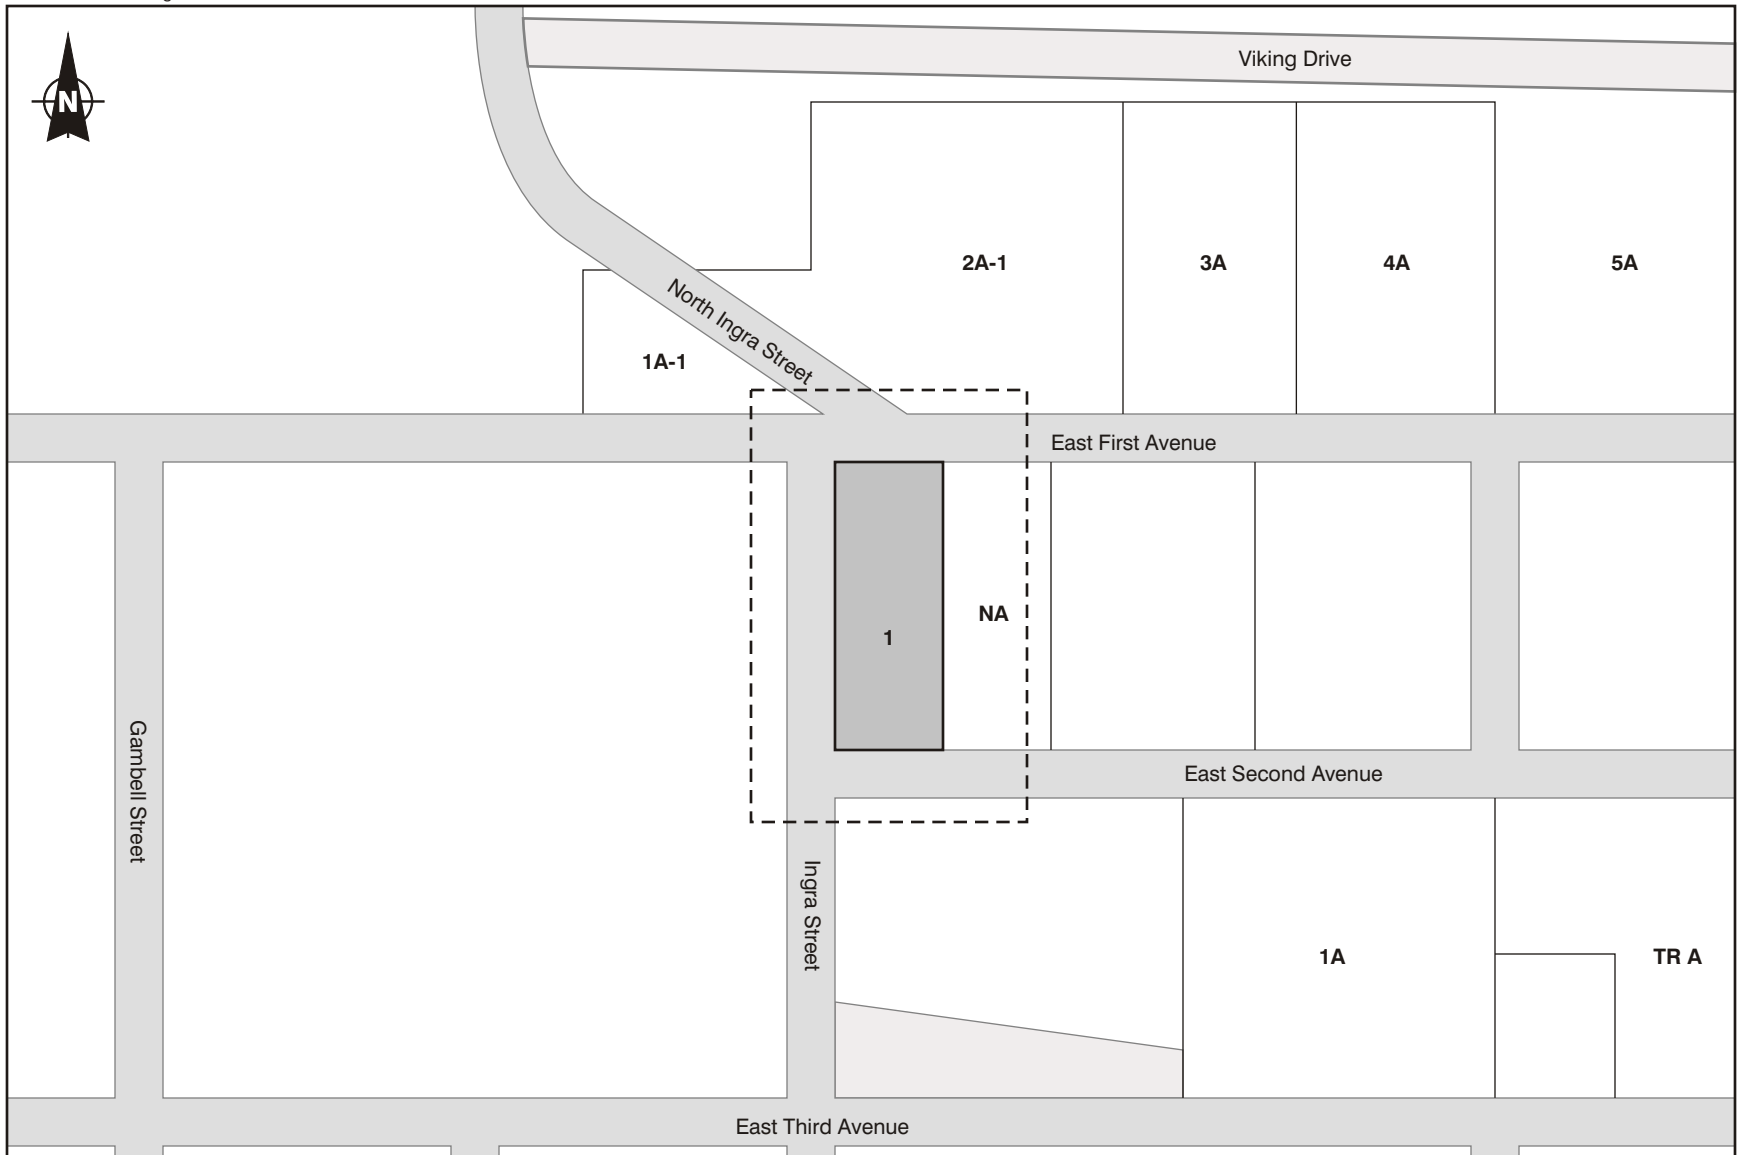 Viking Drive
N
2A-1
3A
4A
5A
North Ingra Street
1A-1
East First Avenue
NA
1
East Second Avenue
Gambell Street
Ingra Street
1A
TR A
East Third Avenue